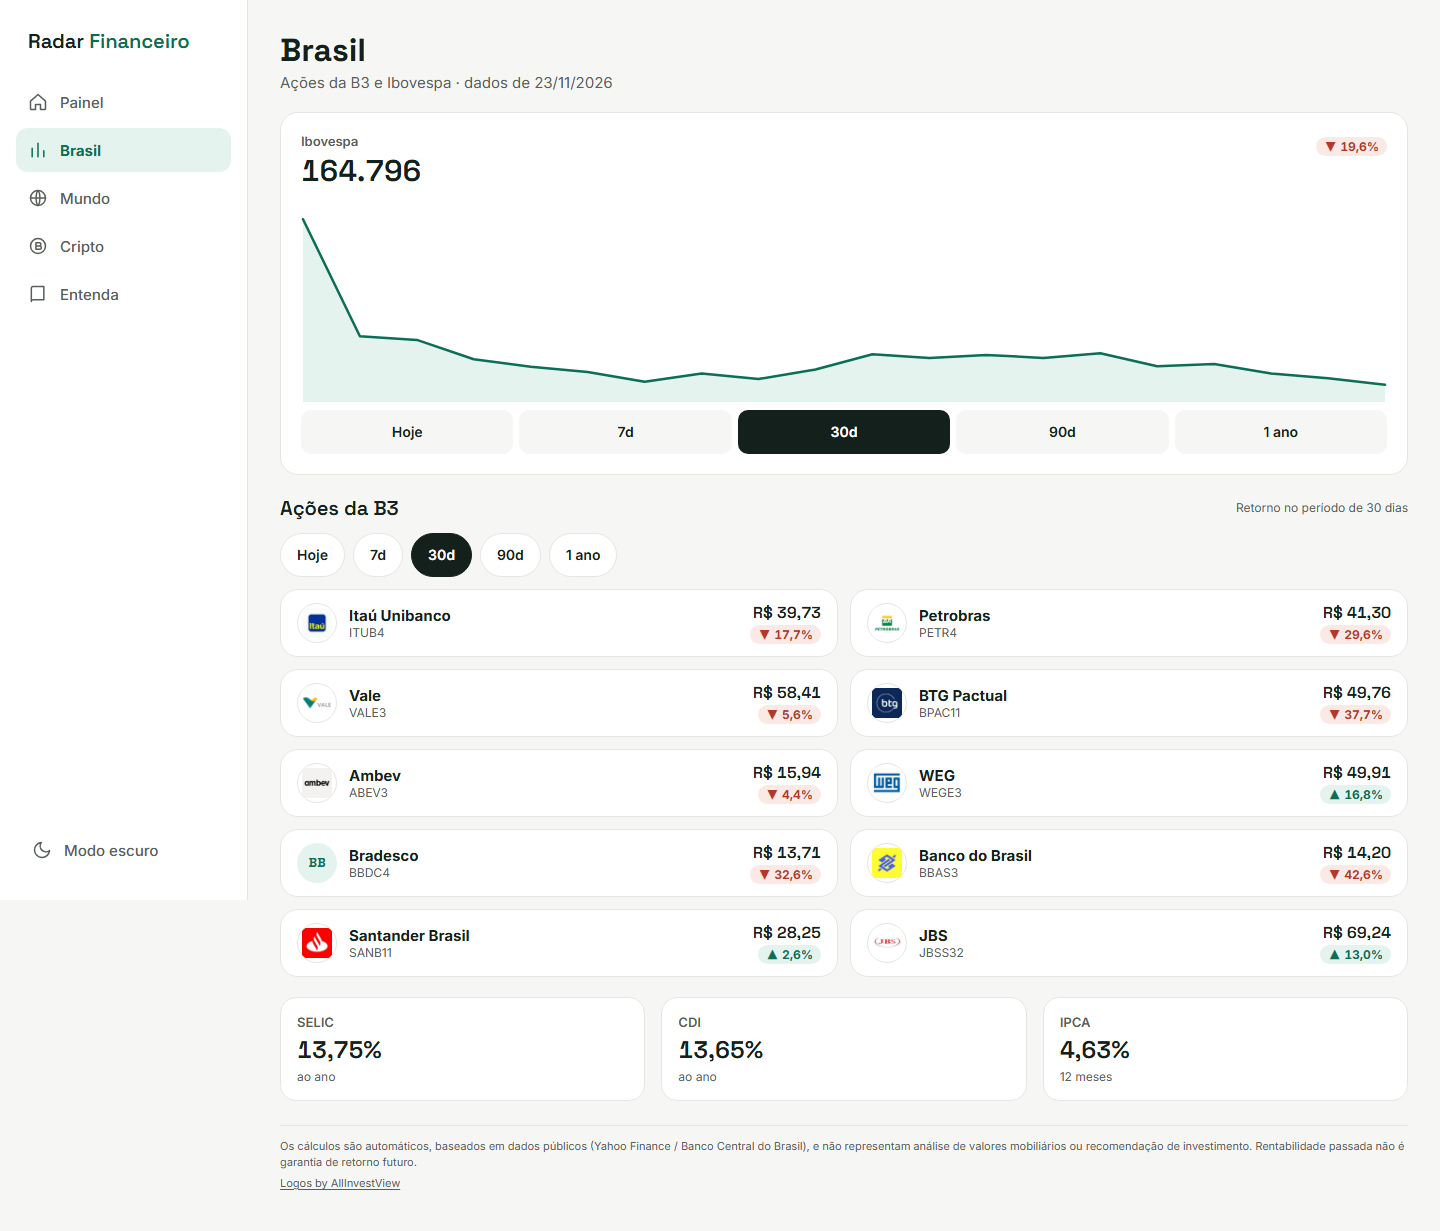 Radar Financeiro
Painel
Brasil
Mundo
Cripto
Entenda
Modo escuro
Brasil
Ações da B3 e Ibovespa · dados de 23/11/2026
Ibovespa
164.796
▼ 19,6%
Hoje
7d
30d
90d
1 ano
Ações da B3
Retorno no período de 30 dias
Hoje
7d
30d
90d
1 ano
Itaú
Itaú Unibanco
ITUB4
R$ 39,73
▼ 17,7%
PETROBRAS
Petrobras
PETR4
R$ 41,30
▼ 29,6%
VALE
Vale
VALE3
R$ 58,41
▼ 5,6%
btg
BTG Pactual
BPAC11
R$ 49,76
▼ 37,7%
ambev
Ambev
ABEV3
R$ 15,94
▼ 4,4%
WEG
WEGE3
R$ 49,91
▲ 16,8%
BB
Bradesco
BBDC4
R$ 13,71
▼ 32,6%
Banco do Brasil
BBAS3
R$ 14,20
▼ 42,6%
Santander Brasil
SANB11
R$ 28,25
▲ 2,6%
JBS
JBS
JBSS32
R$ 69,24
▲ 13,0%
SELIC
13,75%
ao ano
CDI
13,65%
ao ano
IPCA
4,63%
12 meses
Os cálculos são automáticos, baseados em dados públicos (Yahoo Finance / Banco Central do Brasil), e não representam análise de valores mobiliários ou recomendação de investimento. Rentabilidade passada não é
garantia de retorno futuro.
Logos by AllInvestView